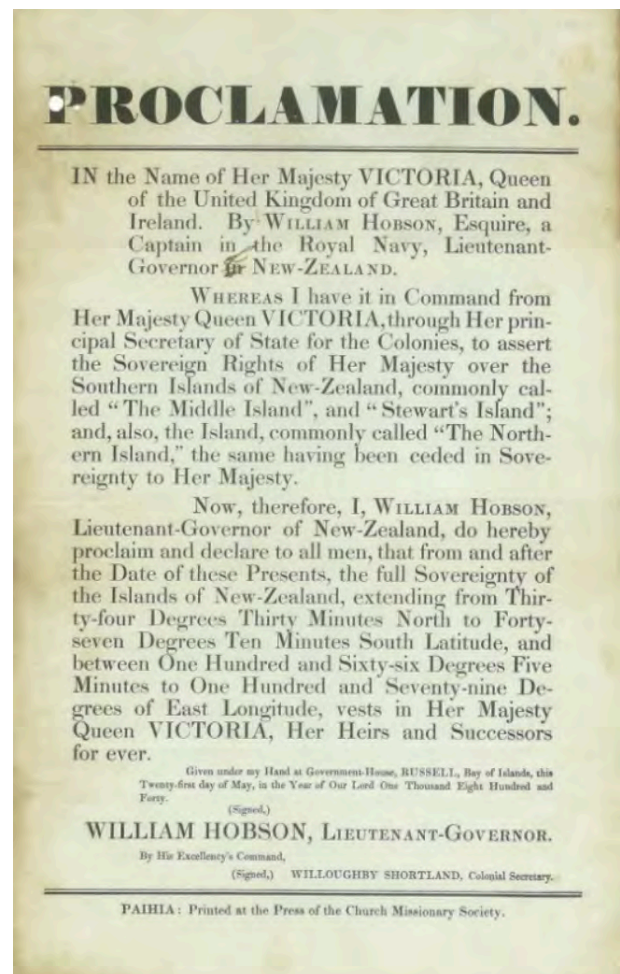 PROCLAMATION.
IN the Name of Her Majesty VICTORIA, Queen
of the United Kingdom of Great Britain and
Ireland. By WILLIAM HOBSON, Esquire, a
Captain in the Royal Navy, Lieutenant-
Governor in NEW-ZEALAND.
WHEREAS I have it in Command from
Her Majesty Queen VICTORIA, through Her prin-
cipal Secretary of State for the Colonies, to assert
the Sovereign Rights of Her Majesty over the
Southern Islands of New-Zealand, commonly cal-
led “The Middle Island”, and “Stewart's Island”;
and, also, the Island, commonly called “The North-
ern Island,” the same having been ceded in Sove-
reignty to Her Majesty.
Now, therefore, I, WILLIAM HOBSON,
Lieutenant-Governor of New-Zealand, do hereby
proclaim and declare to all men, that from and after
the Date of these Presents, the full Sovereignty of
the Islands of New-Zealand, extending from Thir-
ty-four Degrees Thirty Minutes North to Forty-
seven Degrees Ten Minutes South Latitude, and
between One Hundred and Sixty-six Degrees Five
Minutes to One Hundred and Seventy-nine De-
grees of East Longitude, vests in Her Majesty
Queen VICTORIA, Her Heirs and Successors
for ever.
Given under my Hand at Government-House, RUSSELL, Bay of Islands, this
Twenty-first day of May, in the Year of Our Lord One Thousand Eight Hundred and
Forty.
(Signed,)
WILLIAM HOBSON, LIEUTENANT-GOVERNOR.
By His Excellency's Command,
(Signed,) WILLOUGHBY SHORTLAND, Colonial Secretary.
PAIHIA: Printed at the Press of the Church Missionary Society.